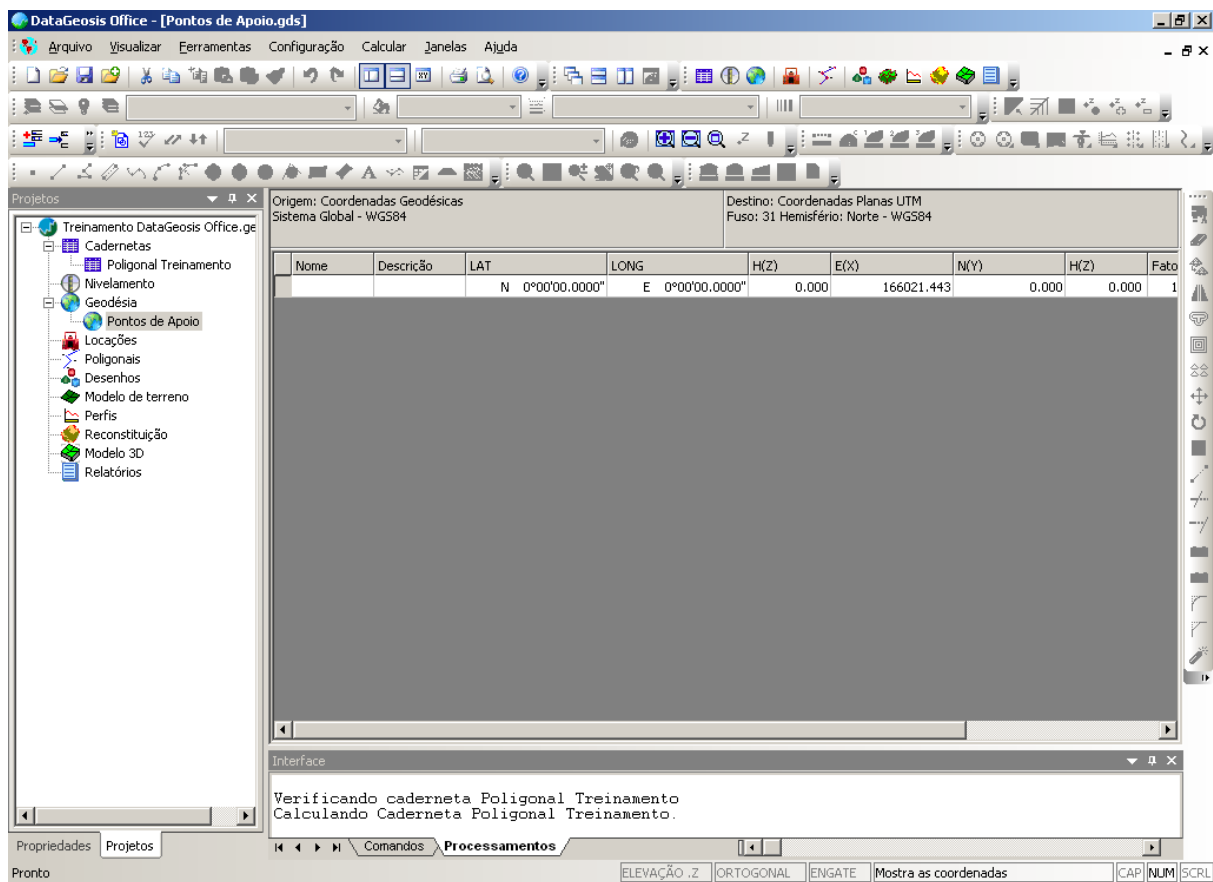 DataGeosis Office - [Pontos de Apoio.gds]
Arquivo Visualizar Ferramentas Configuração Calcular Janelas Ajuda
Projetos
Treinamento DataGeosis Office.ge
Cadernetas
Poligonal Treinamento
Nivelamento
Geodésia
Pontos de Apoio
Locações
Poligonais
Desenhos
Modelo de terreno
Perfis
Reconstituição
Modelo 3D
Relatórios
Propriedades Projetos
Origem: Coordenadas Geodésicas
Sistema Global - WGS84
Destino: Coordenadas Planas UTM
Fuso: 31 Hemisfério: Norte - WGS84
Nome Descrição LAT LONG H(Z) E(X) N(Y) H(Z) Fato
N 0°00'00.0000" E 0°00'00.0000" 0.000 166021.443 0.000 0.000 1
Interface
Verificando caderneta Poligonal Treinamento
Calculando Caderneta Poligonal Treinamento.
Comandos Processamentos
Pronto
ELEVAÇÃO .Z ORTOGONAL ENGATE Mostra as coordenadas CAP NUM SCRL